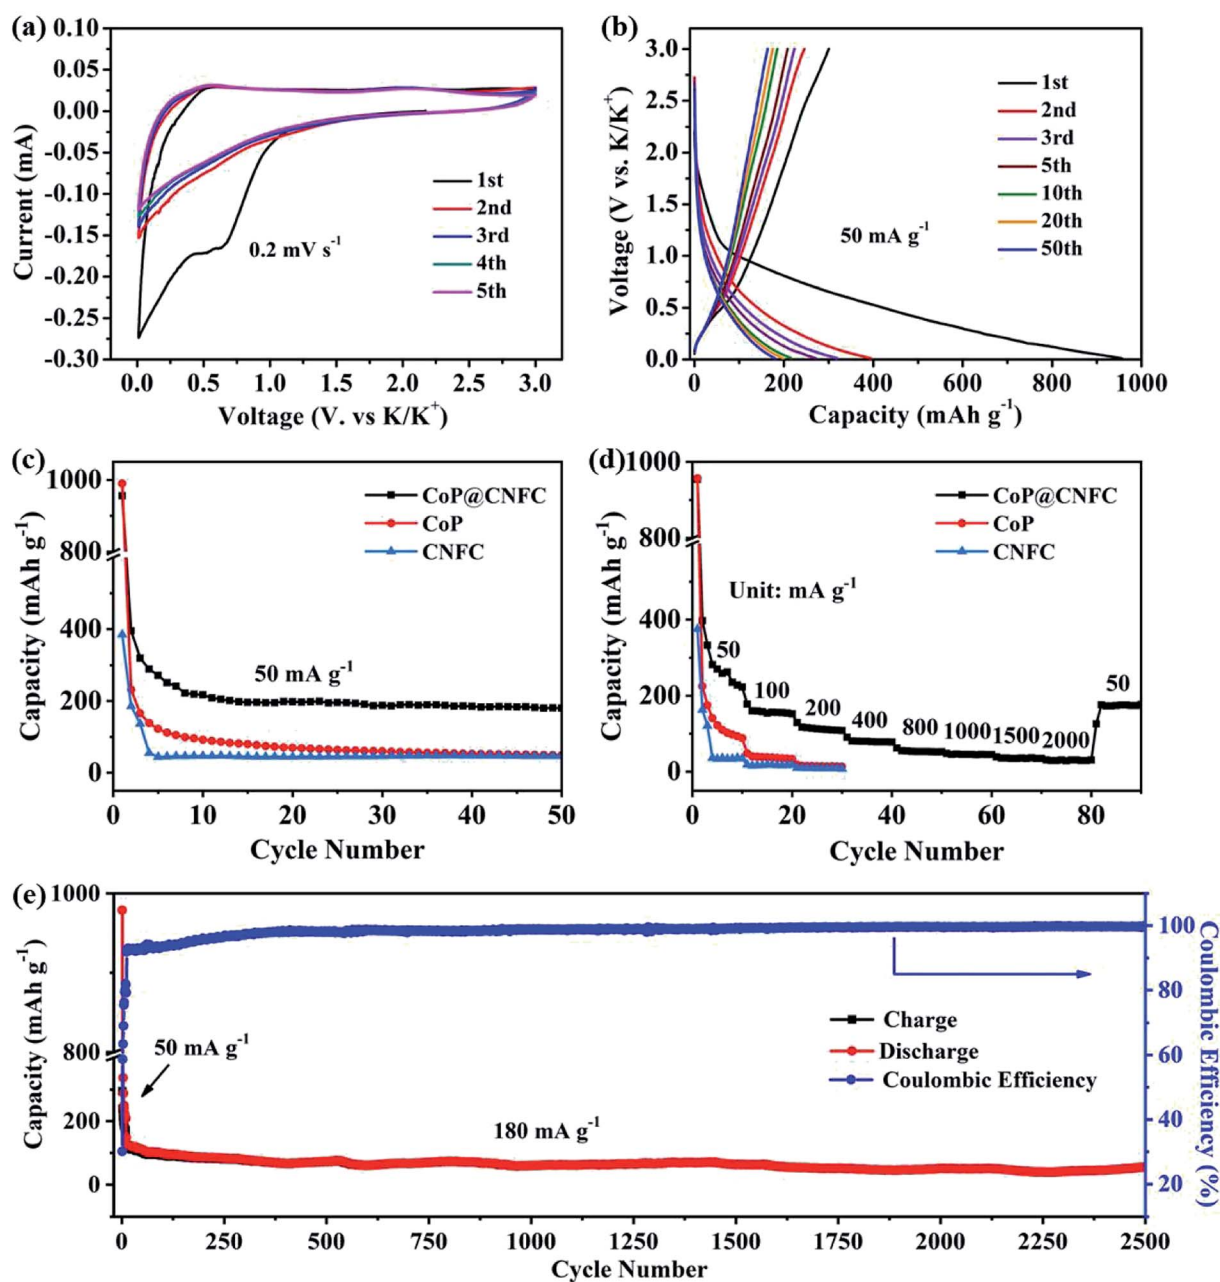 (a)
0.10
0.05
0.00
-0.05
-0.10
-0.15
-0.20
-0.25
-0.30
Current (mA)
1st
2nd
3rd
4th
5th
0.2 mV s⁻¹
0.0 0.5 1.0 1.5 2.0 2.5 3.0
Voltage (V. vs K/K⁺)
(b)
3.0
2.5
2.0
1.5
1.0
0.5
0.0
Voltage (V vs. K/K⁺)
1st
2nd
3rd
5th
10th
20th
50th
50 mA g⁻¹
0 200 400 600 800 1000
Capacity (mAh g⁻¹)
(c)
1000
800
400
200
0
Capacity (mAh g⁻¹)
CoP@CNFC
CoP
CNFC
50 mA g⁻¹
0 10 20 30 40 50
Cycle Number
(d)
1000
800
400
200
0
Capacity (mAh g⁻¹)
CoP@CNFC
CoP
CNFC
Unit: mA g⁻¹
50 100 200 400 800 1000 1500 2000 50
0 20 40 60 80
Cycle Number
(e)
1000
800
200
0
Capacity (mAh g⁻¹)
50 mA g⁻¹
180 mA g⁻¹
Charge
Discharge
Coulombic Efficiency
100
80
60
40
20
Coulombic Efficiency (%)
0 250 500 750 1000 1250 1500 1750 2000 2250 2500
Cycle Number